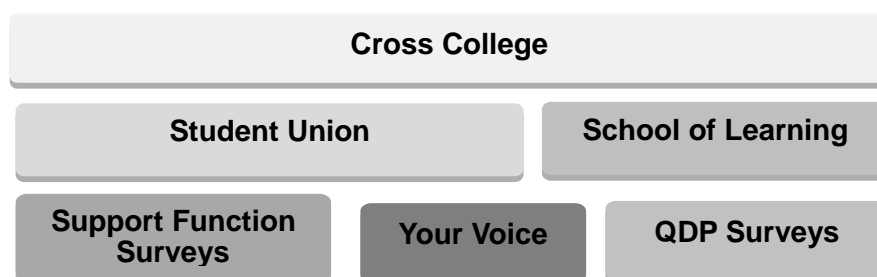 Cross College
Student Union
School of Learning
Support Function
Surveys
Your Voice
QDP Surveys